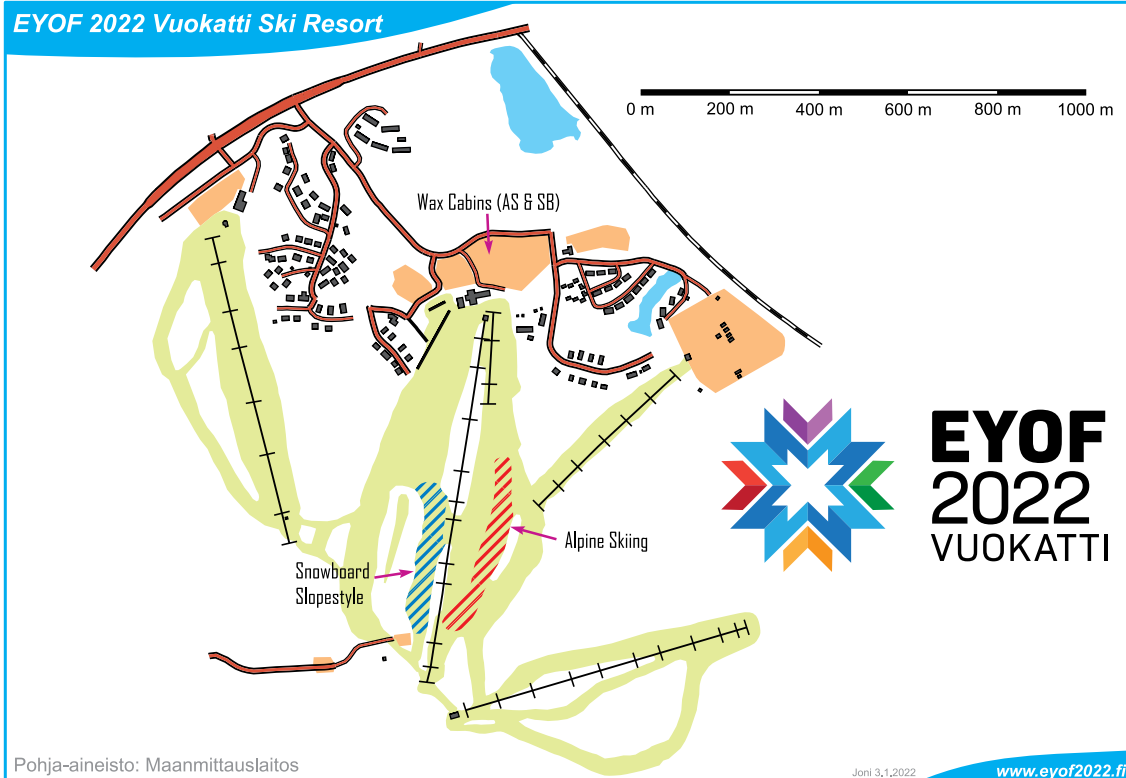 EYOF 2022 Vuokatti Ski Resort
0 m 200 m 400 m 600 m 800 m 1000 m
Wax Cabins (AS & SB)
Alpine Skiing
Snowboard
Slopestyle
EYOF
2022
VUOKATTI
Pohja-aineisto: Maanmittauslaitos
Joni 3.1.2022
www.eyof2022.fi